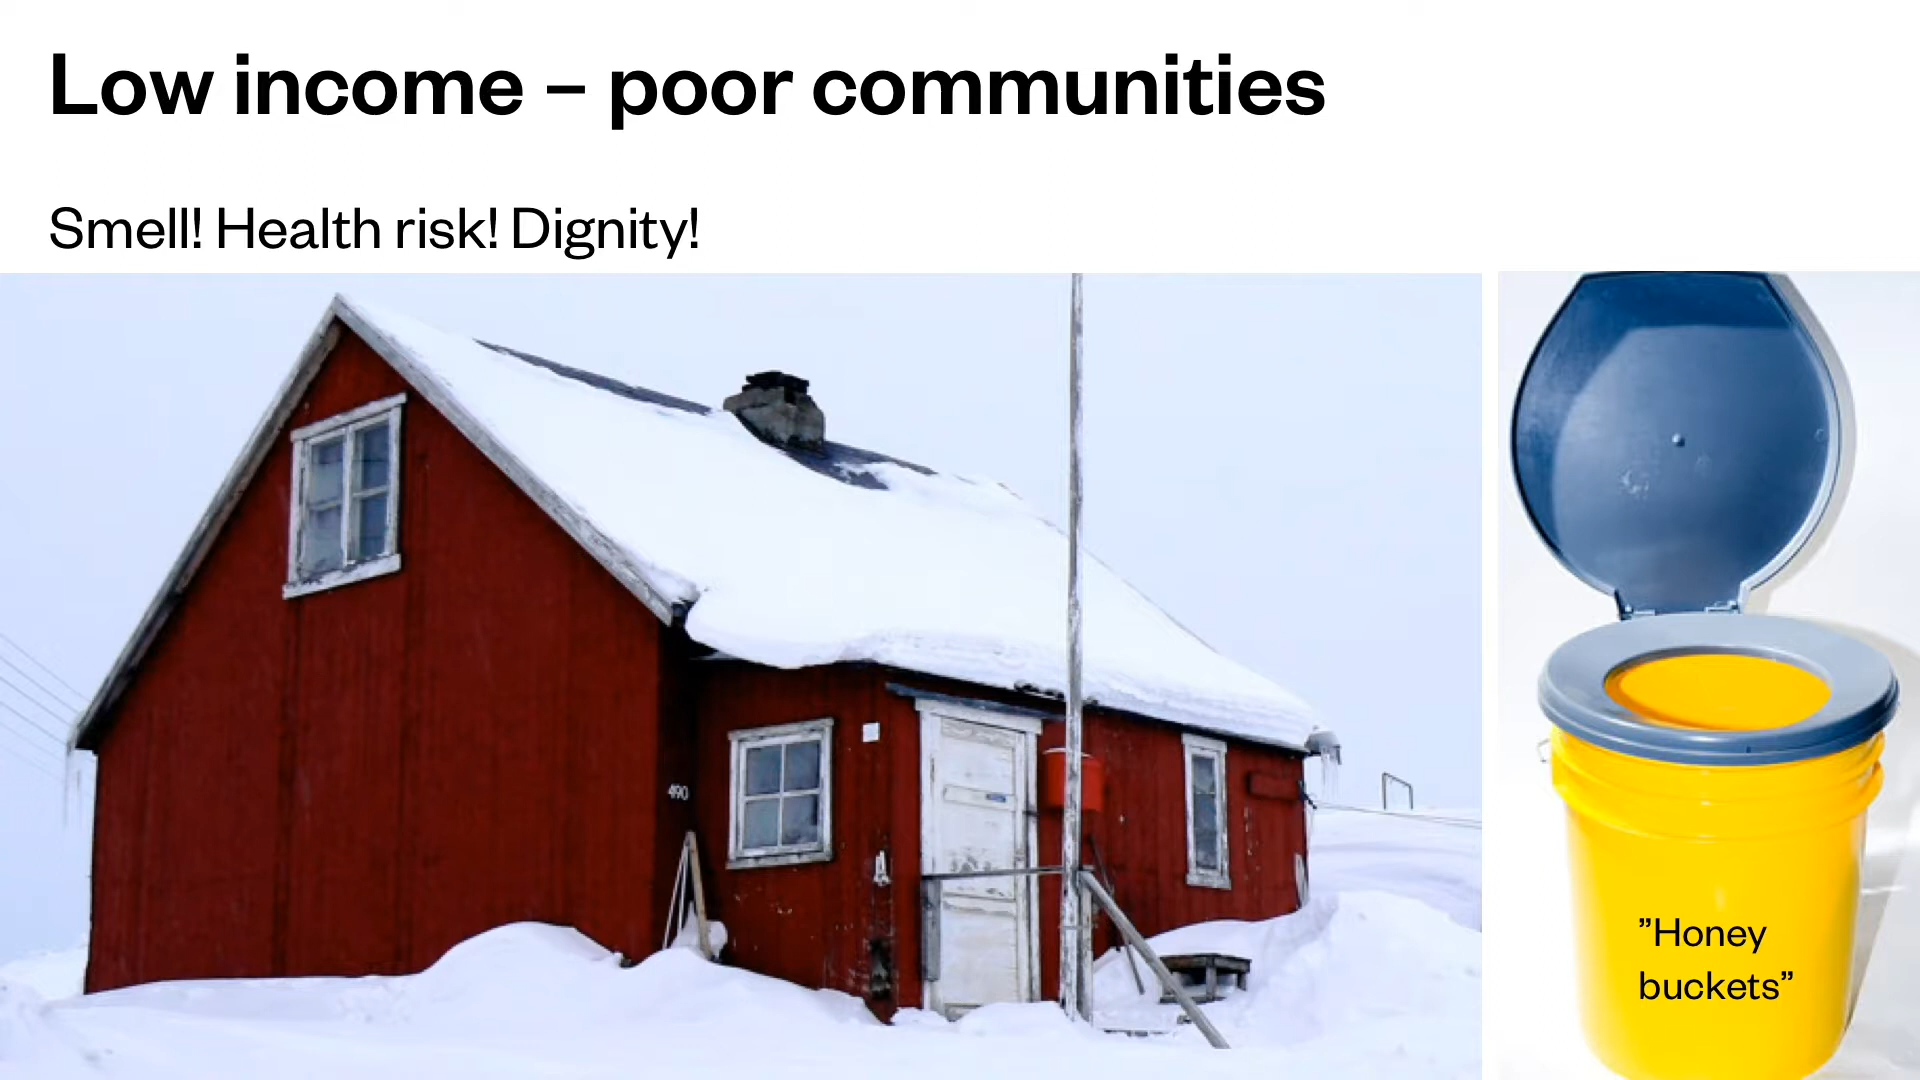 Low income – poor communities
Smell! Health risk! Dignity!
490
”Honey
buckets”